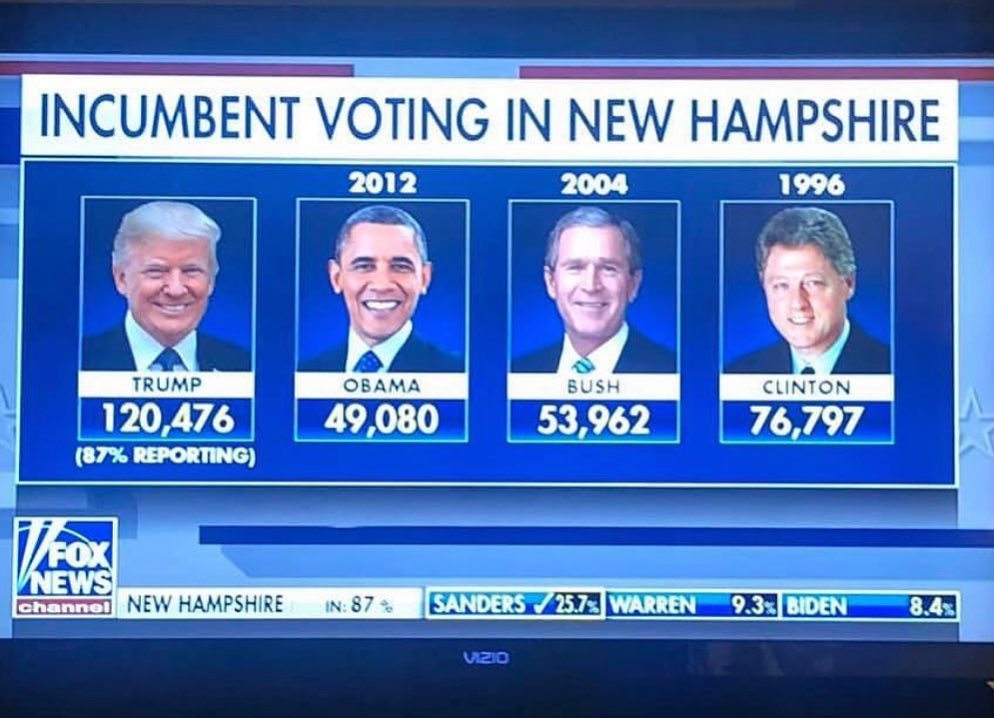 INCUMBENT VOTING IN NEW HAMPSHIRE
2012 2004 1996
TRUMP OBAMA BUSH CLINTON
120,476 49,080 53,962 76,797
(87% REPORTING)
FOX
NEWS
channel
NEW HAMPSHIRE IN: 87% SANDERS ✓ 25.7% WARREN 9.3% BIDEN 8.4%
VIZIO